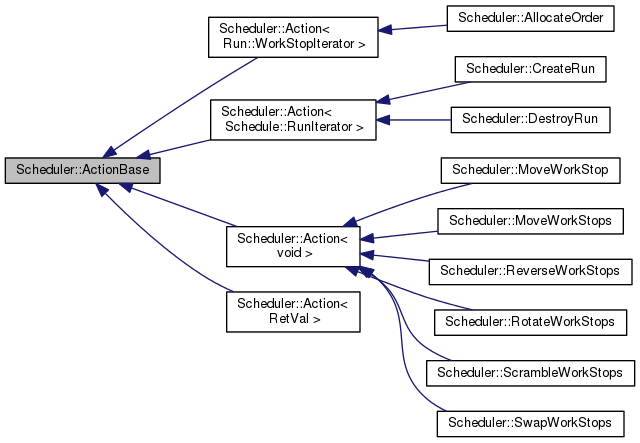 Scheduler::ActionBase
Scheduler::Action<
Run::WorkStopIterator >
Scheduler::AllocateOrder
Scheduler::Action<
Schedule::RunIterator >
Scheduler::CreateRun
Scheduler::DestroyRun
Scheduler::Action<
void >
Scheduler::MoveWorkStop
Scheduler::MoveWorkStops
Scheduler::ReverseWorkStops
Scheduler::RotateWorkStops
Scheduler::ScrambleWorkStops
Scheduler::SwapWorkStops
Scheduler::Action<
RetVal >